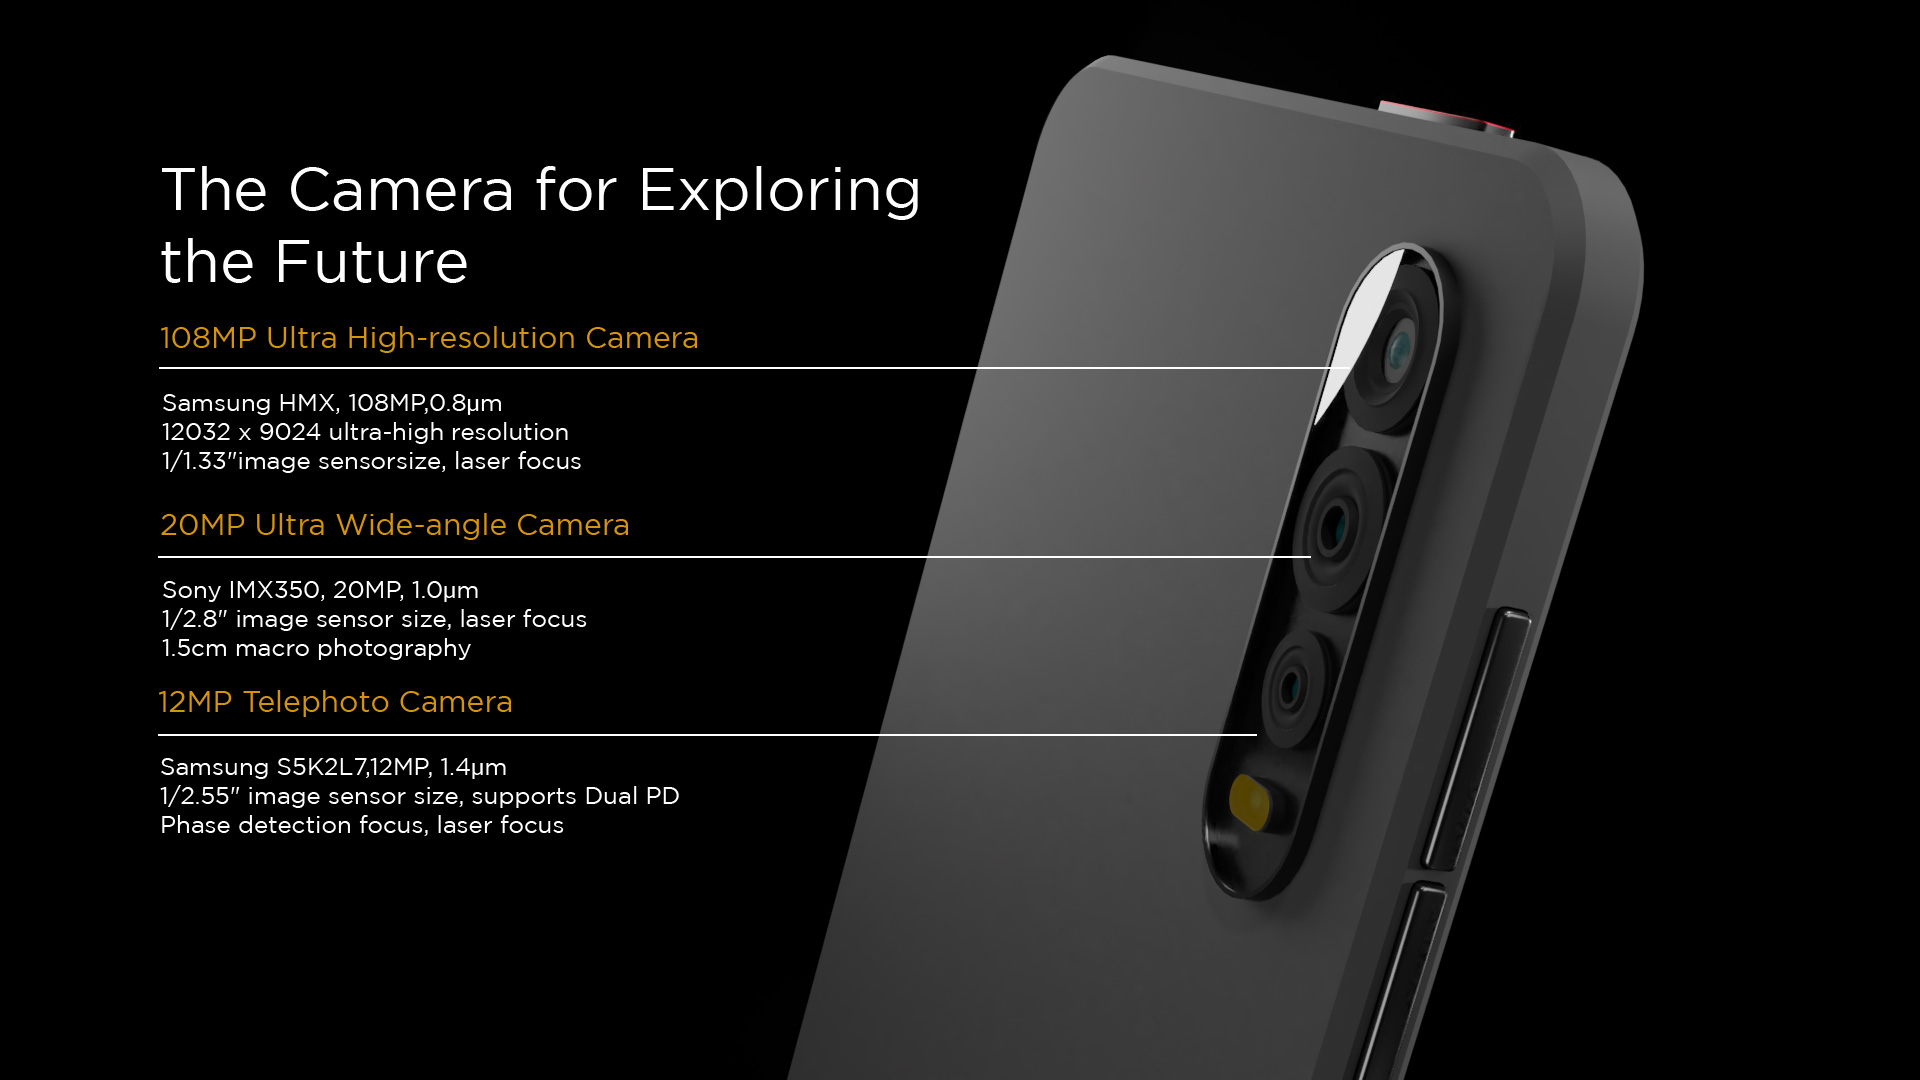 The Camera for Exploring
the Future
108MP Ultra High-resolution Camera
Samsung HMX, 108MP,0.8μm
12032 x 9024 ultra-high resolution
1/1.33"image sensorsize, laser focus
20MP Ultra Wide-angle Camera
Sony IMX350, 20MP, 1.0μm
1/2.8" image sensor size, laser focus
1.5cm macro photography
12MP Telephoto Camera
Samsung S5K2L7,12MP, 1.4μm
1/2.55" image sensor size, supports Dual PD
Phase detection focus, laser focus